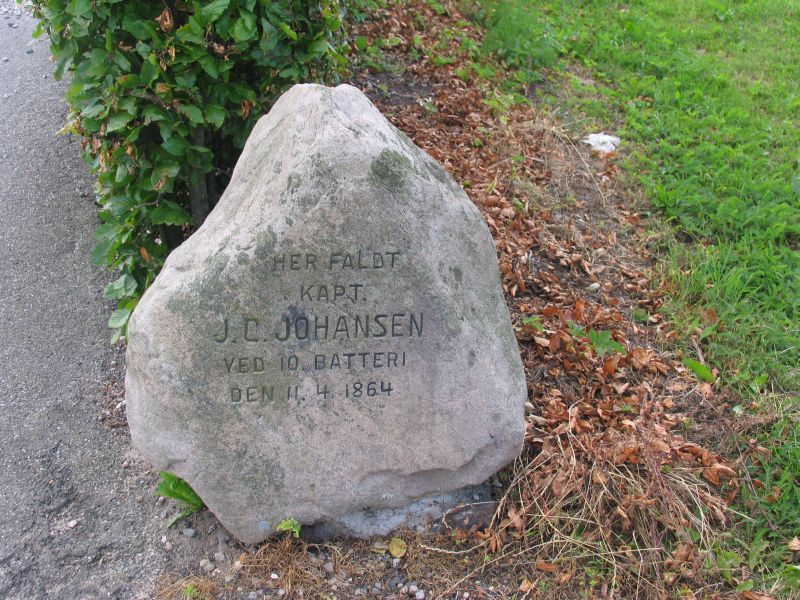 HER FALDT
KAPT.
J. C. JOHANSEN
VED 10. BATTERI
DEN 11. 4 1864